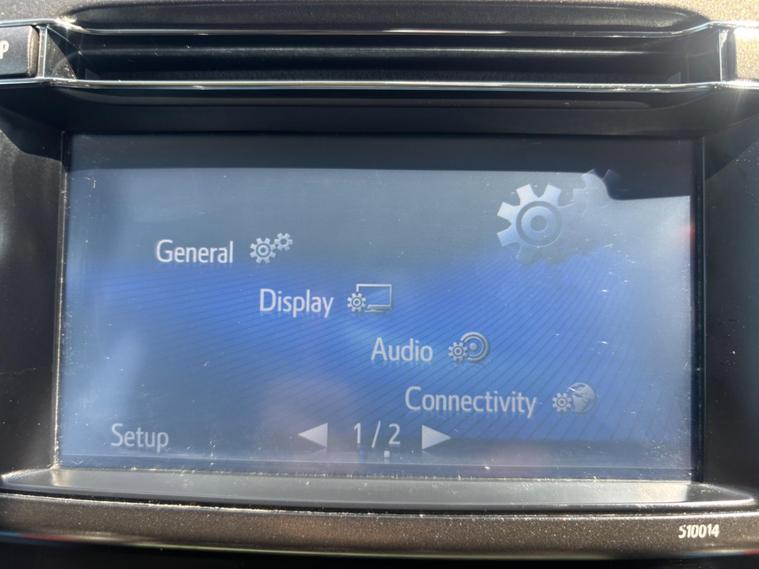 General
Display
Audio
Connectivity
Setup
1 / 2
510014